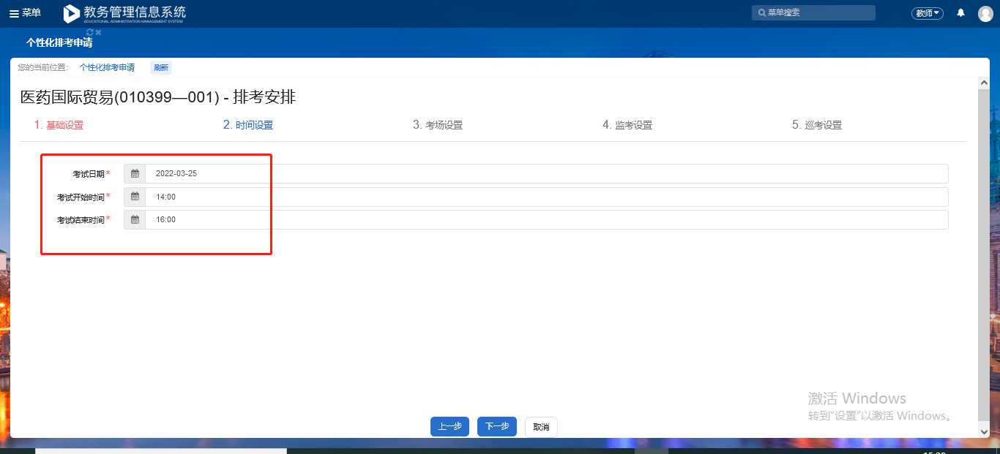 菜单
教务管理信息系统
EDUCATIONAL ADMINISTRATION MANAGEMENT SYSTEM
菜单搜索
教师
个性化排考申请
您的当前位置： 个性化排考申请 刷新
医药国际贸易(010399—001) - 排考安排
1. 基础设置 2. 时间设置 3. 考场设置 4. 监考设置 5. 巡考设置
考试日期* 2022-03-25
考试开始时间* 14:00
考试结束时间* 16:00
激活 Windows
转到"设置"以激活 Windows。
上一步 下一步 取消